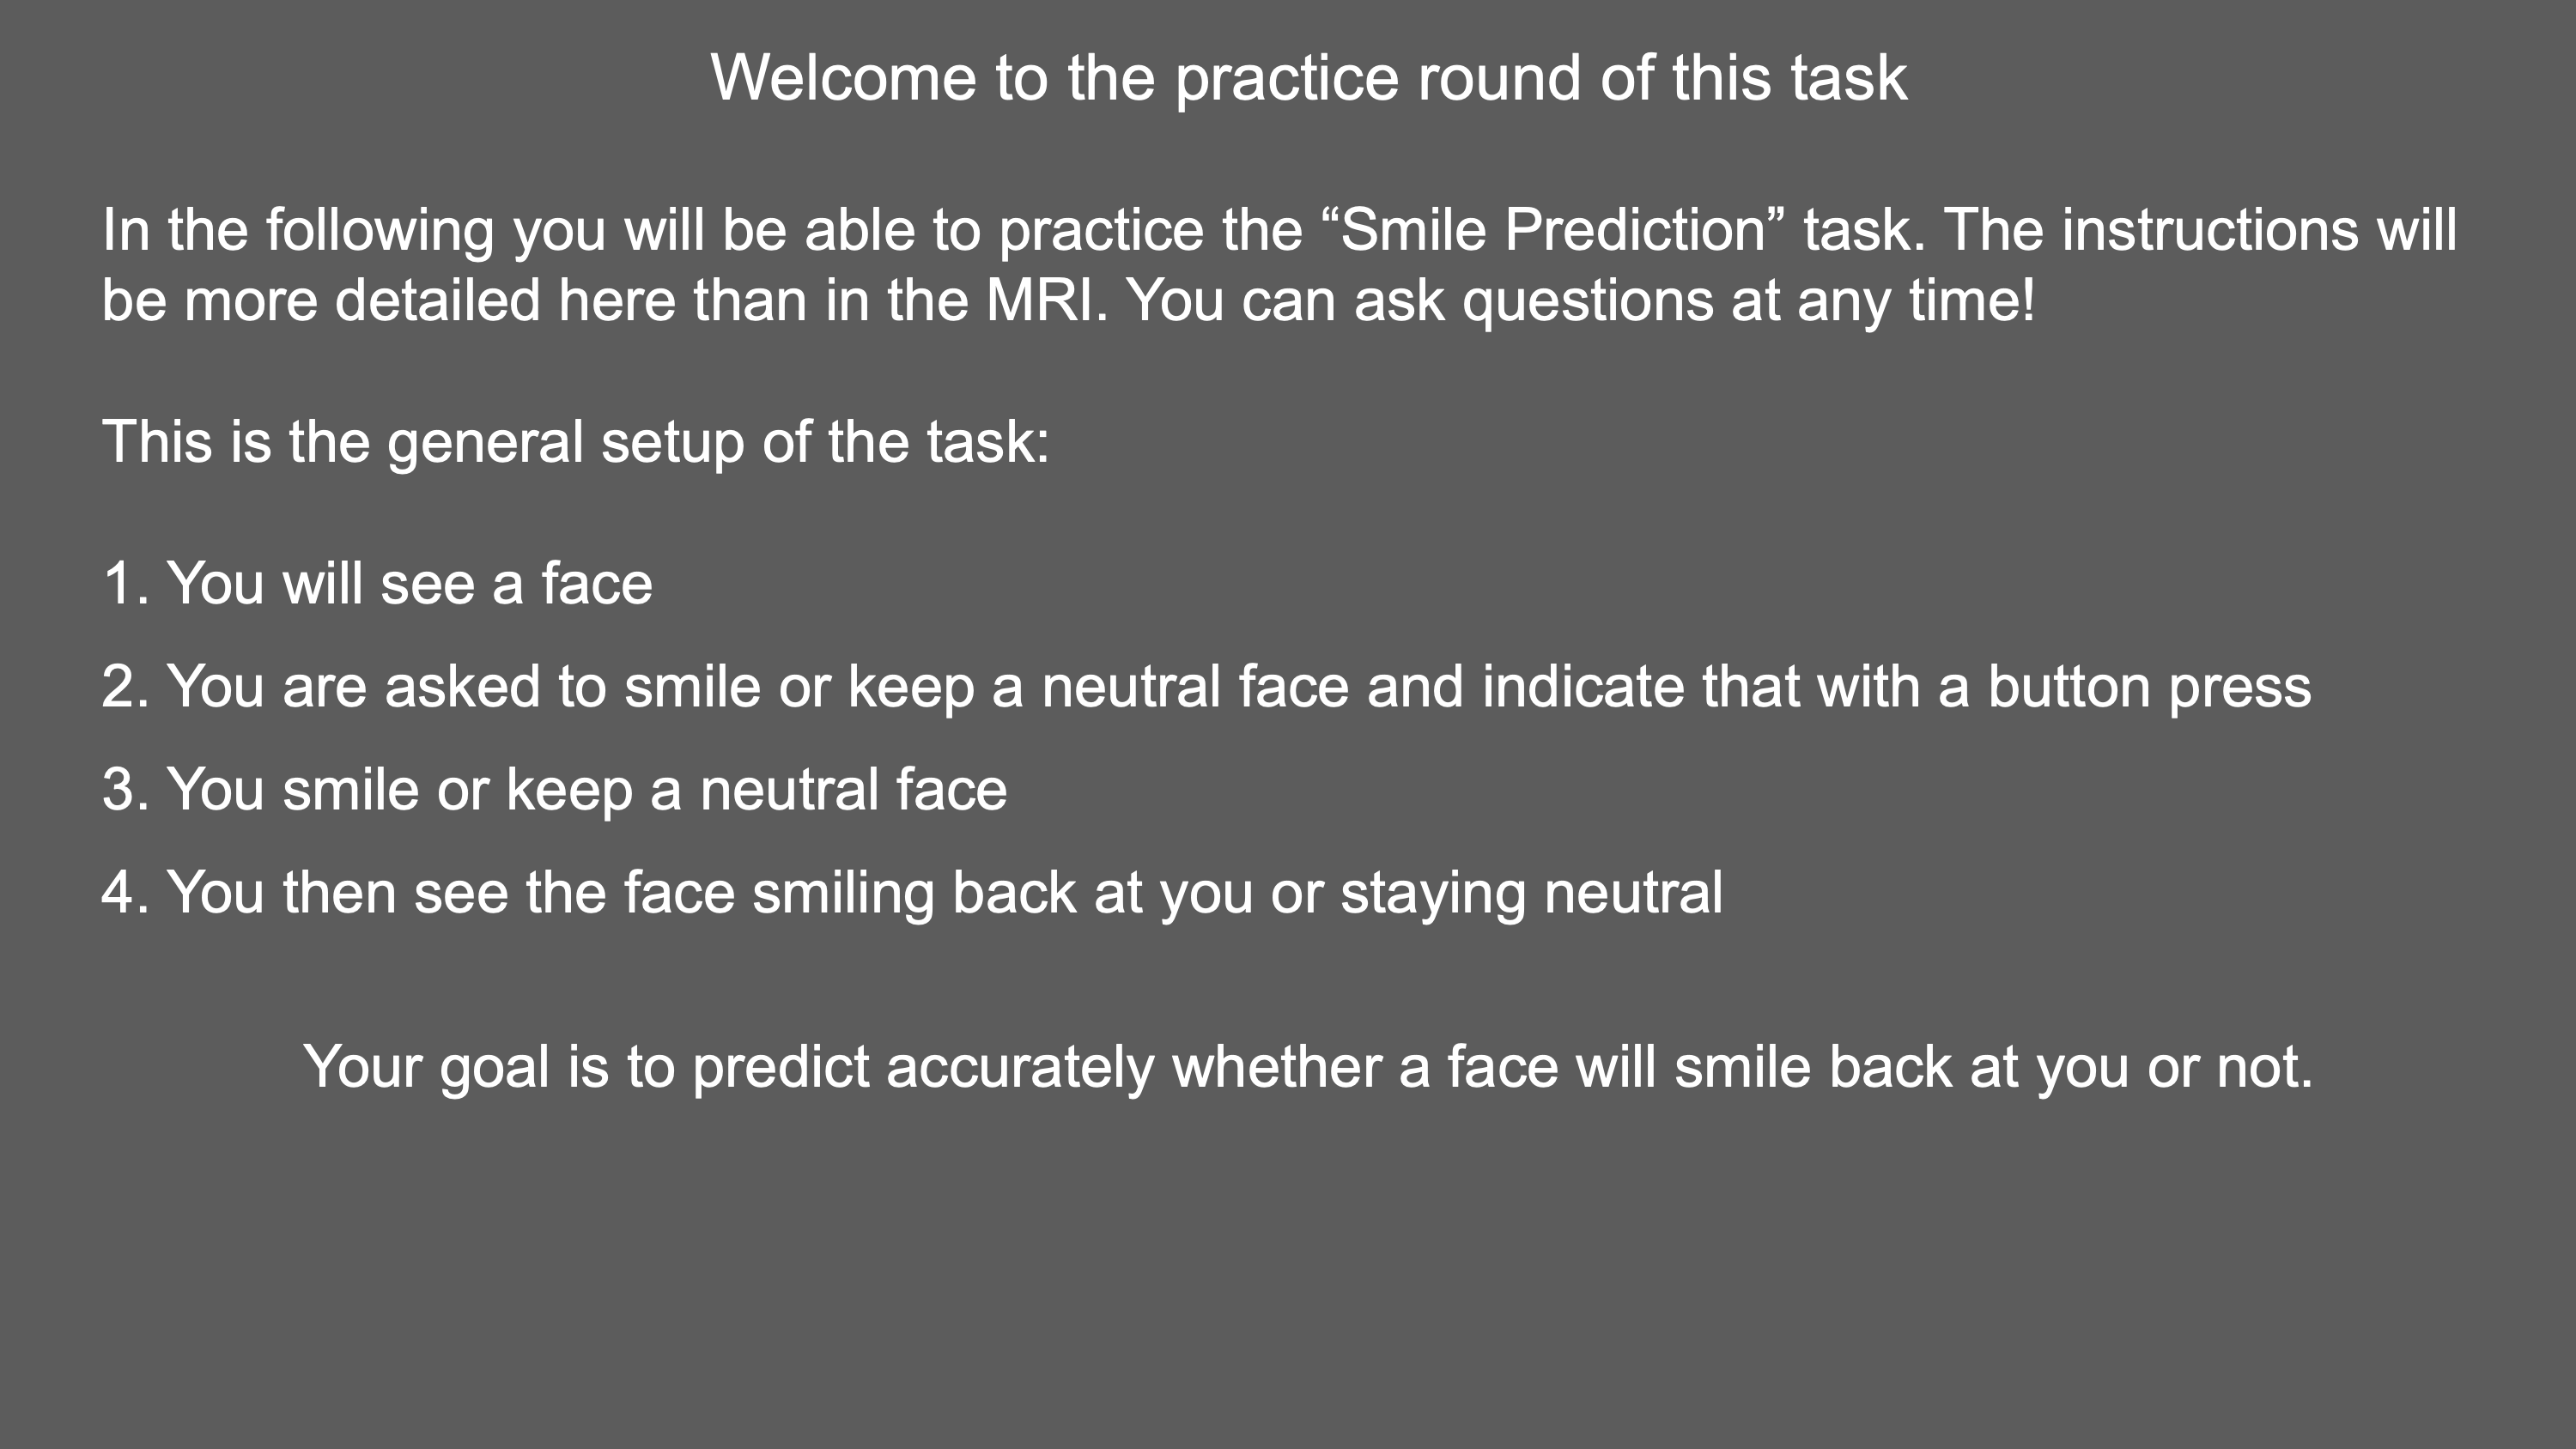 Welcome to the practice round of this task
In the following you will be able to practice the “Smile Prediction” task. The instructions will
be more detailed here than in the MRI. You can ask questions at any time!
This is the general setup of the task:
1. You will see a face
2. You are asked to smile or keep a neutral face and indicate that with a button press
3. You smile or keep a neutral face
4. You then see the face smiling back at you or staying neutral
Your goal is to predict accurately whether a face will smile back at you or not.